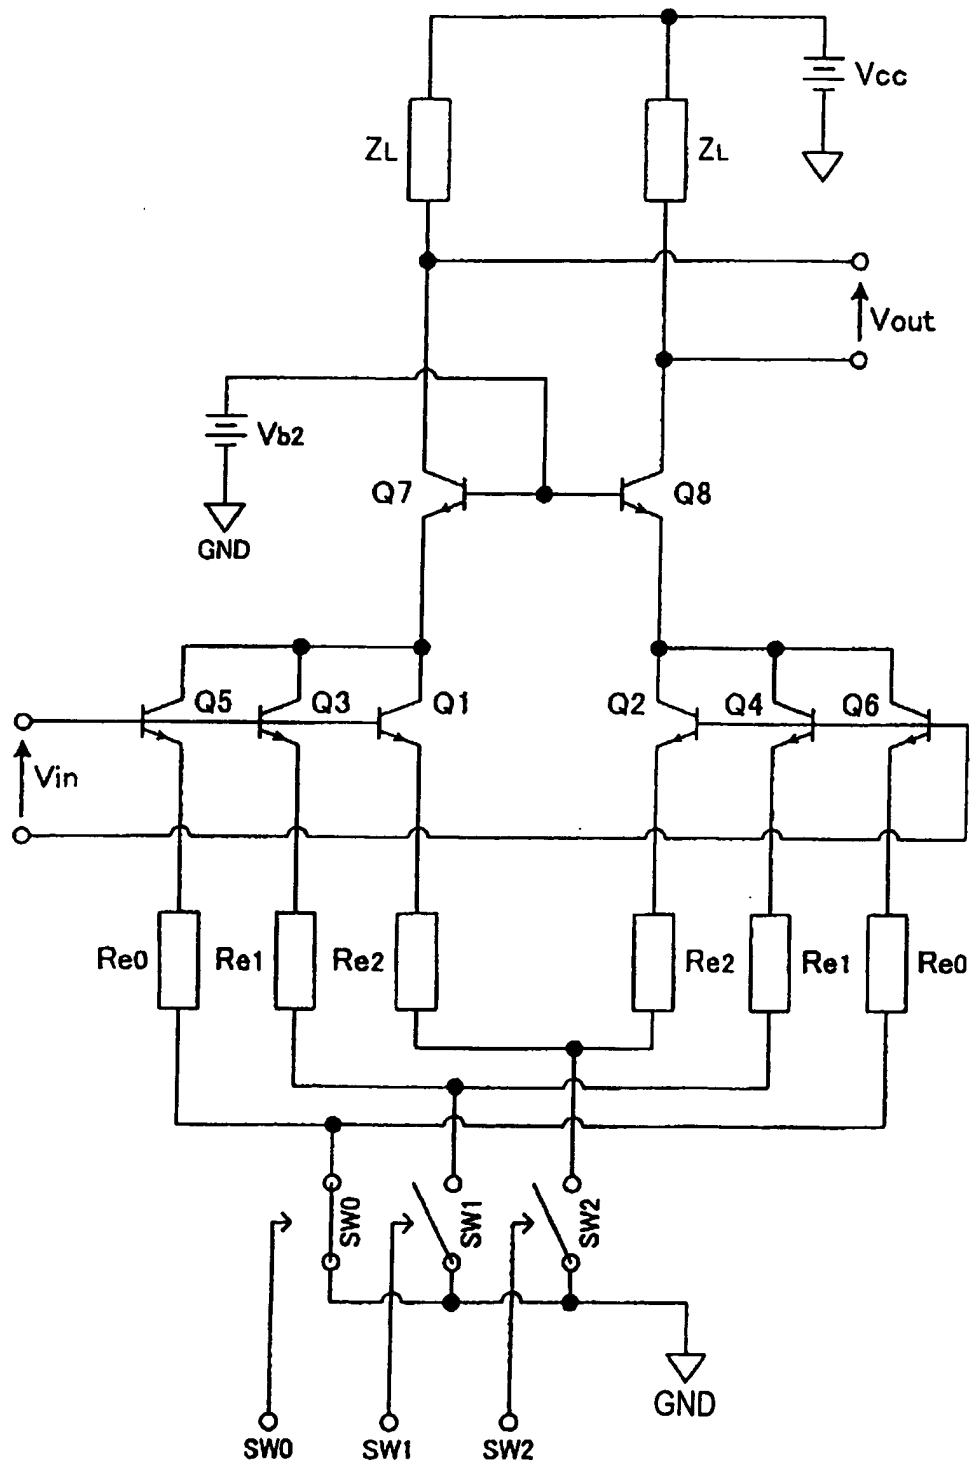 Vcc
ZL
ZL
Vout
Vb2
Q7
Q8
GND
Q5
Q3
Q1
Q2
Q4
Q6
Vin
Re0
Re1
Re2
Re2
Re1
Re0
SW0
SW1
SW2
GND
SW0
SW1
SW2